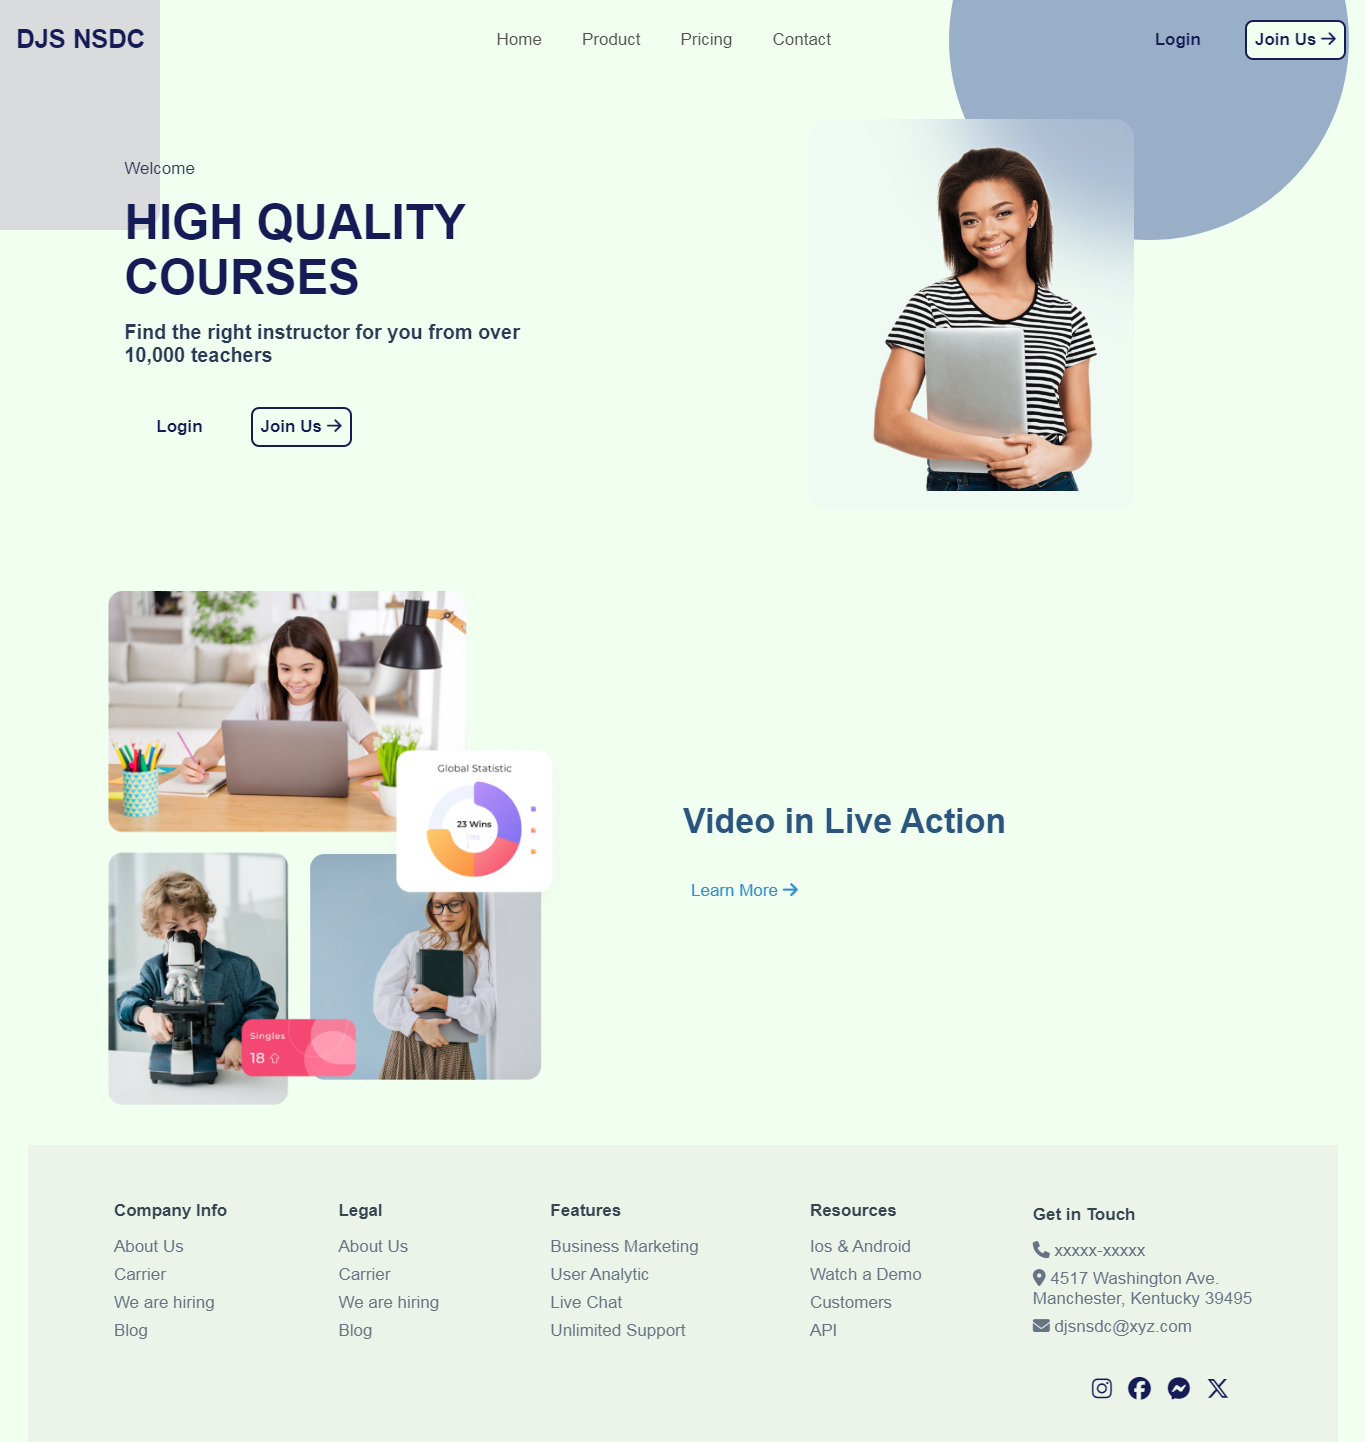 DJS NSDC
Home
Product
Pricing
Contact
Login
Join Us
Welcome
HIGH QUALITY
COURSES
Find the right instructor for you from over
10,000 teachers
Login
Join Us
Global Statistic
23 Wins
Singles
18
Video in Live Action
Learn More
Company Info
About Us
Carrier
We are hiring
Blog
Legal
About Us
Carrier
We are hiring
Blog
Features
Business Marketing
User Analytic
Live Chat
Unlimited Support
Resources
Ios & Android
Watch a Demo
Customers
API
Get in Touch
xxxxx-xxxxx
4517 Washington Ave.
Manchester, Kentucky 39495
djsnsdc@xyz.com